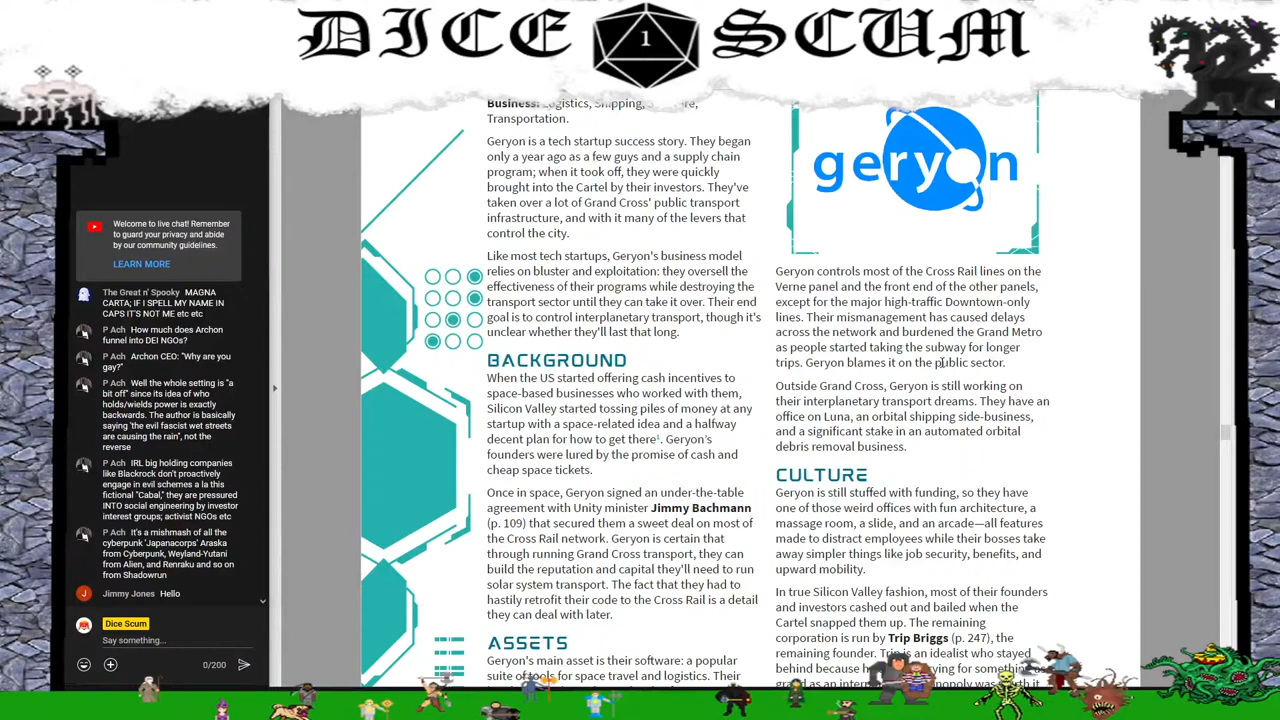 DICE 1 SCUM
Welcome to live chat! Remember
to guard your privacy and abide
by our community guidelines.
LEARN MORE
The Great n' Spooky MAGNA
CARTA; IF I SPELL MY NAME IN
CAPS IT'S NOT ME etc etc
P Ach How much does Archon
funnel into DEI NGOs?
P Ach Archon CEO: "Why are you
gay?"
P Ach Well the whole setting is "a
bit off" since its idea of who
holds/wields power is exactly
backwards. The author is basically
saying 'the evil fascist wet streets
are causing the rain", not the
reverse
P Ach IRL big holding companies
like Blackrock don't proactively
engage in evil schemes a la this
fictional "Cabal," they are pressured
INTO social engineering by investor
interest groups; activist NGOs etc
P Ach It's a mishmash of all the
cyberpunk 'Japanacorps' Araska
from Cyberpunk, Weyland-Yutani
from Alien, and Renraku and so on
from Shadowrun
J Jimmy Jones Hello
Dice Scum
Say something...
0/200
Business: Logistics, Shipping,
Transportation.
Geryon is a tech startup success story. They began
only a year ago as a few guys and a supply chain
program; when it took off, they were quickly
brought into the Cartel by their investors. They've
taken over a lot of Grand Cross' public transport
infrastructure, and with it many of the levers that
control the city.
Like most tech startups, Geryon's business model
relies on bluster and exploitation: they oversell the
effectiveness of their programs while destroying the
transport sector until they can take it over. Their end
goal is to control interplanetary transport, though it's
unclear whether they'll last that long.
BACKGROUND
When the US started offering cash incentives to
space-based businesses who worked with them,
Silicon Valley started tossing piles of money at any
startup with a space-related idea and a halfway
decent plan for how to get there¹. Geryon's
founders were lured by the promise of cash and
cheap space tickets.
Once in space, Geryon signed an under-the-table
agreement with Unity minister Jimmy Bachmann
(p. 109) that secured them a sweet deal on most of
the Cross Rail network. Geryon is certain that
through running Grand Cross transport, they can
build the reputation and capital they'll need to run
solar system transport. The fact that they had to
hastily retrofit their code to the Cross Rail is a detail
they can deal with later.
ASSETS
Geryon's main asset is their software: a popular
suite of tools for space travel and logistics. Their
geryon
Geryon controls most of the Cross Rail lines on the
Verne panel and the front end of the other panels,
except for the major high-traffic Downtown-only
lines. Their mismanagement has caused delays
across the network and burdened the Grand Metro
as people started taking the subway for longer
trips. Geryon blames it on the public sector.
Outside Grand Cross, Geryon is still working on
their interplanetary transport dreams. They have an
office on Luna, an orbital shipping side-business,
and a significant stake in an automated orbital
debris removal business.
CULTURE
Geryon is still stuffed with funding, so they have
one of those weird offices with fun architecture, a
massage room, a slide, and an arcade—all features
made to distract employees while their bosses take
away simpler things like job security, benefits, and
upward mobility.
In true Silicon Valley fashion, most of their founders
and investors cashed out and bailed when the
Cartel snapped them up. The remaining
corporation is run by Trip Briggs (p. 247), the
remaining founder. Trip is an idealist who stayed
behind because